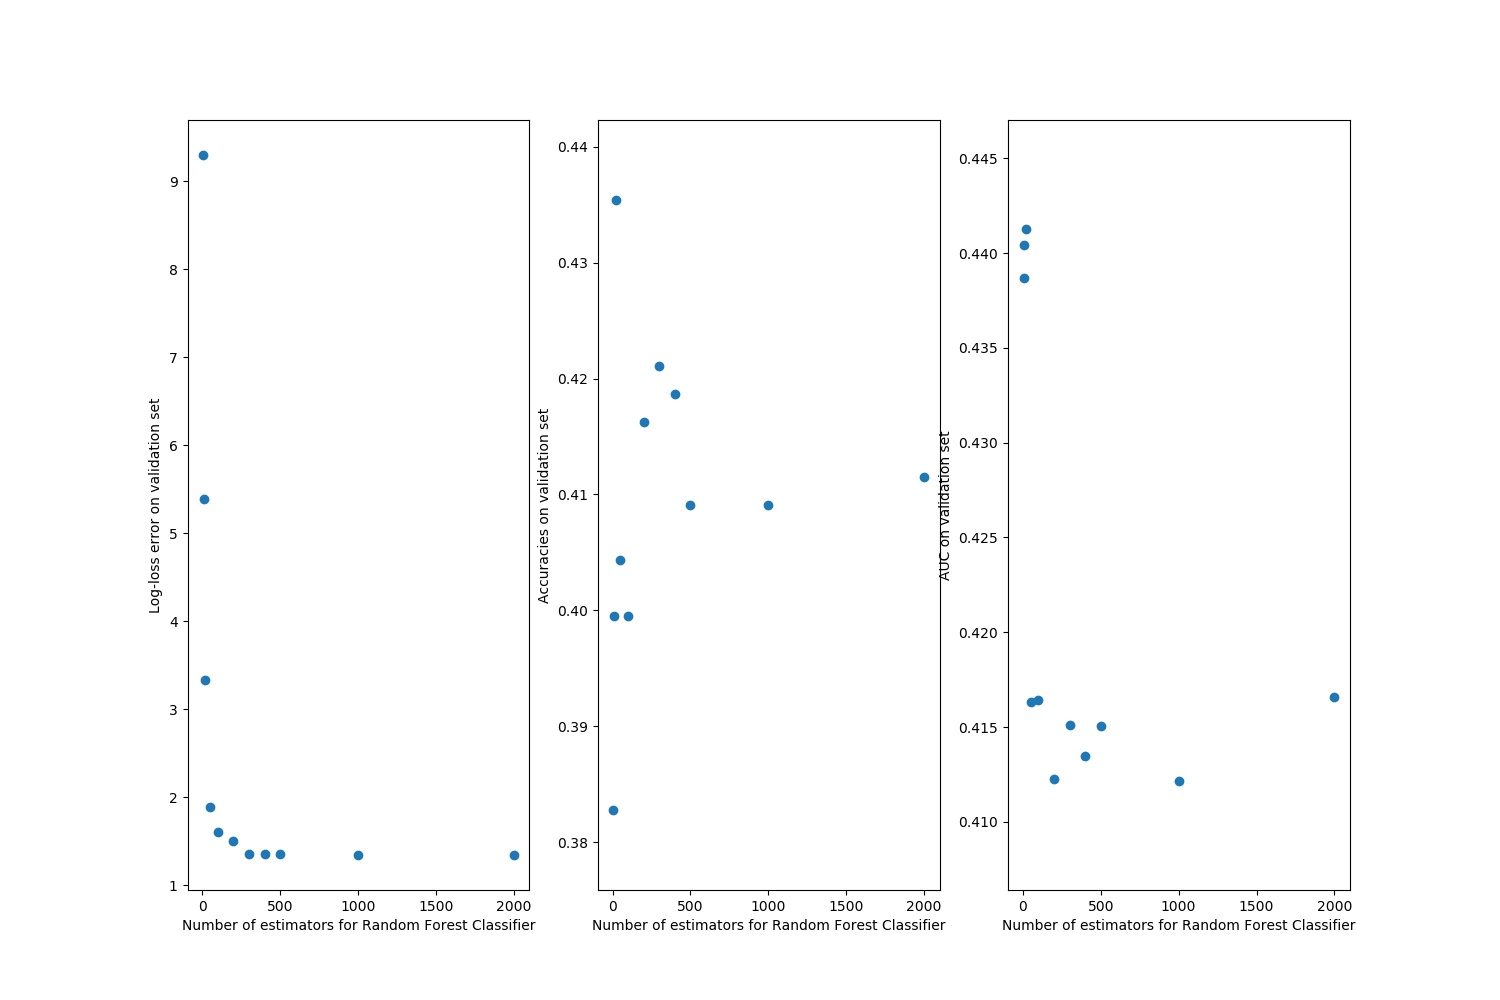 Log-loss error on validation set
9
8
7
6
5
4
3
2
1
0 500 1000 1500 2000
Number of estimators for Random Forest Classifier
Accuracies on validation set
0.44
0.43
0.42
0.41
0.40
0.39
0.38
0 500 1000 1500 2000
Number of estimators for Random Forest Classifier
AUC on validation set
0.445
0.440
0.435
0.430
0.425
0.420
0.415
0.410
0 500 1000 1500 2000
Number of estimators for Random Forest Classifier